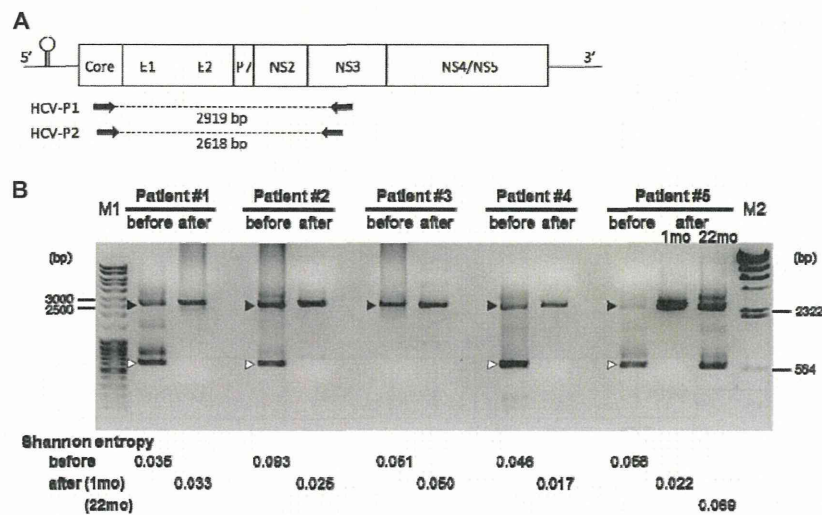 A
5′ Core E1 E2 P7 NS2 NS3 NS4/NS5 3′
HCV-P1
2919 bp
HCV-P2
2618 bp
B
Patient #1 Patient #2 Patient #3 Patient #4 Patient #5
M1 before after before after before after before after before after M2
1mo 22mo
(bp) (bp)
3000
2500
2322
564
Shannon entropy
before 0.035 0.093 0.051 0.046 0.056
after (1mo) 0.033 0.025 0.050 0.017 0.022
(22mo) 0.069